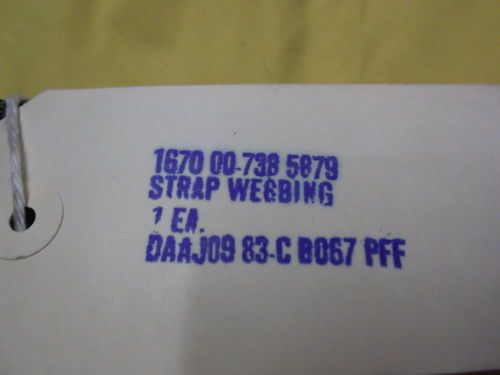 1670 00-738 5879
STRAP WEBBING
1 EA.
DAAJ09 83-C B067 PFF